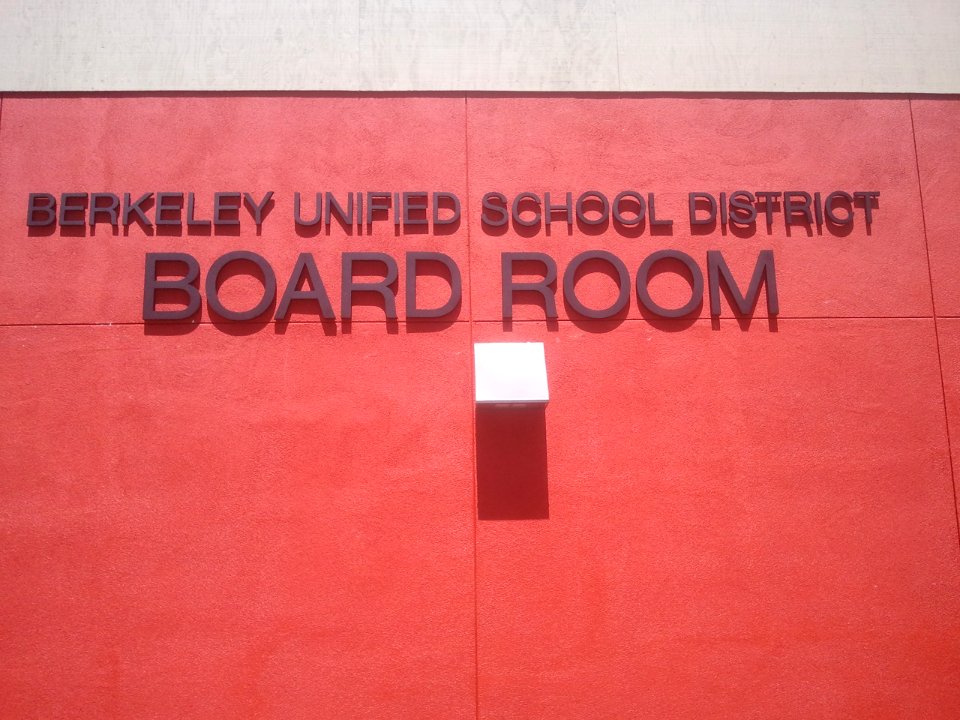 BERKELEY UNIFIED SCHOOL DISTRICT
BOARD ROOM